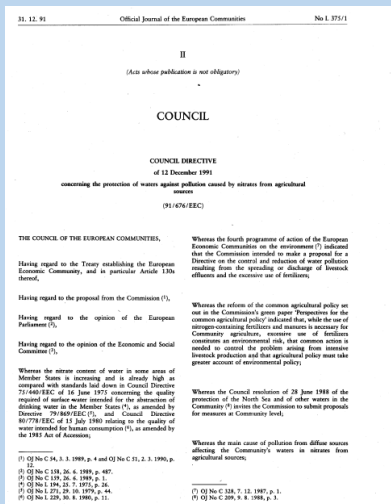 31. 12. 91
Official Journal of the European Communities
No L 375/1
II
(Acts whose publication is not obligatory)
COUNCIL
COUNCIL DIRECTIVE
of 12 December 1991
concerning the protection of waters against pollution caused by nitrates from agricultural
sources
(91/676/EEC)
THE COUNCIL OF THE EUROPEAN COMMUNITIES,
Having regard to the Treaty establishing the European
Economic Community, and in particular Article 130s
thereof,
Having regard to the proposal from the Commission (1),
Having regard to the opinion of the European
Parliament (2),
Having regard to the opinion of the Economic and Social
Committee (3),
Whereas the nitrate content of water in some areas of
Member States is increasing and is already high as
compared with standards laid down in Council Directive
75/440/EEC of 16 June 1975 concerning the quality
required of surface water intended for the abstraction of
drinking water in the Member States (4), as amended by
Directive 79/869/EEC (5), and Council Directive
80/778/EEC of 15 July 1980 relating to the quality of
water intended for human consumption (6), as amended by
the 1985 Act of Accession;
(1) OJ No C 54, 3. 3. 1989, p. 4 and OJ No C 51, 2. 3. 1990, p.
12.
(2) OJ No C 158, 26. 6. 1989, p. 487.
(3) OJ No C 159, 26. 6. 1989, p. 1.
(4) OJ No L 194, 25. 7. 1975, p. 26.
(5) OJ No L 271, 29. 10. 1979, p. 44.
(6) OJ No L 229, 30. 8. 1980, p. 11.
Whereas the fourth programme of action of the European
Economic Communities on the environment (7) indicated
that the Commission intended to make a proposal for a
Directive on the control and reduction of water pollution
resulting from the spreading or discharge of livestock
effluents and the excessive use of fertilizers;
Whereas the reform of the common agricultural policy set
out in the Commission's green paper 'Perspectives for the
common agricultural policy' indicated that, while the use of
nitrogen-containing fertilizers and manures is necessary for
Community agriculture, excessive use of fertilizers
constitutes an environmental risk, that common action is
needed to control the problem arising from intensive
livestock production and that agricultural policy must take
greater account of environmental policy;
Whereas the Council resolution of 28 June 1988 of the
protection of the North Sea and of other waters in the
Community (8) invites the Commission to submit proposals
for measures at Community level;
Whereas the main cause of pollution from diffuse sources
affecting the Community's waters in nitrates from
agricultural sources;
(7) OJ No C 328, 7. 12. 1987, p. 1.
(8) OJ No C 209, 9. 8. 1988, p. 3.